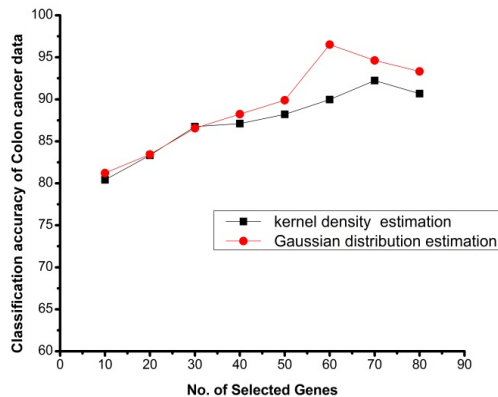 Classification accuracy of Colon cancer data
100
95
90
85
80
75
70
65
60
kernel density estimation
Gaussian distribution estimation
0 10 20 30 40 50 60 70 80 90
No. of Selected Genes